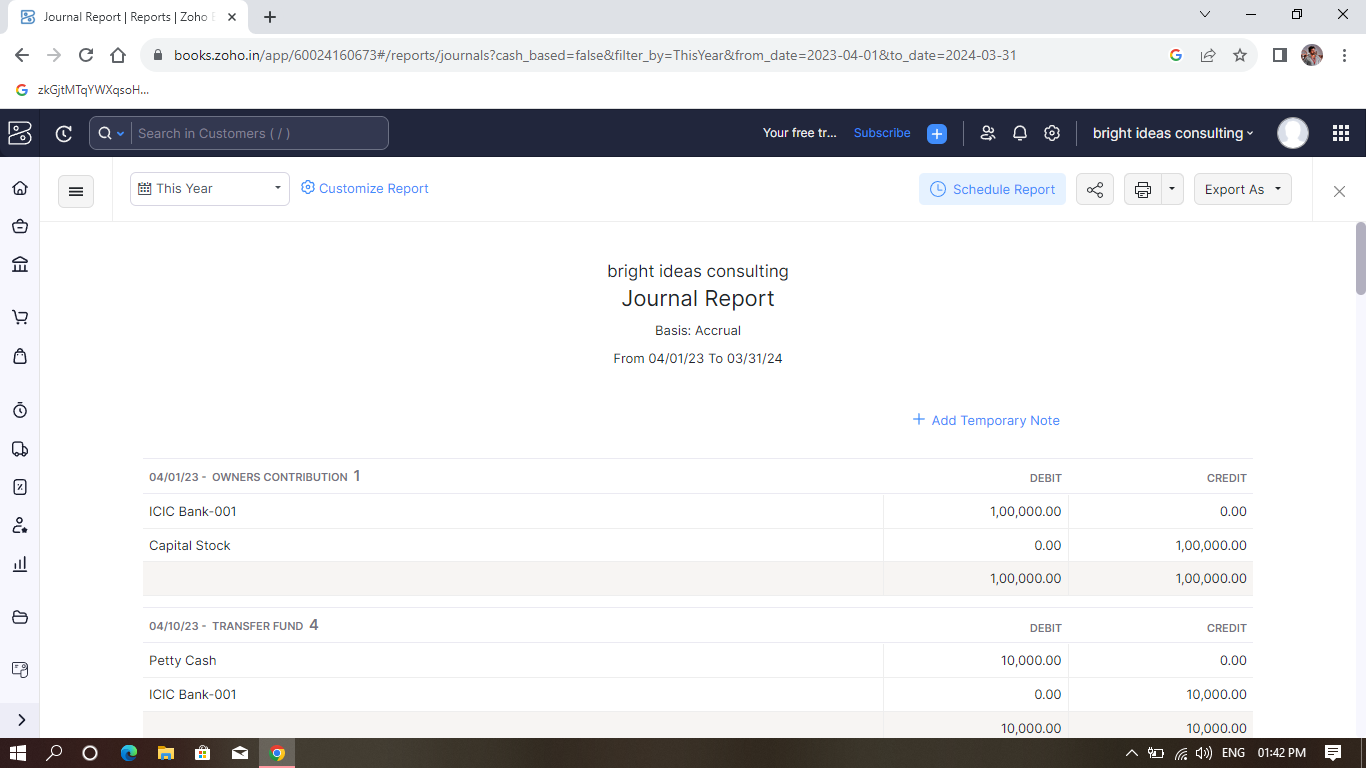 Journal Report | Reports | Zoho
books.zoho.in/app/60024160673#/reports/journals?cash_based=false&filter_by=ThisYear&from_date=2023-04-01&to_date=2024-03-31
zkGjtMTqYWXqsoH...
Search in Customers ( / )
Your free tr...
Subscribe
bright ideas consulting
This Year
Customize Report
Schedule Report
Export As
bright ideas consulting
Journal Report
Basis: Accrual
From 04/01/23 To 03/31/24
Add Temporary Note
04/01/23 - OWNERS CONTRIBUTION 1 DEBIT CREDIT
ICIC Bank-001 1,00,000.00 0.00
Capital Stock 0.00 1,00,000.00
1,00,000.00 1,00,000.00
04/10/23 - TRANSFER FUND 4 DEBIT CREDIT
Petty Cash 10,000.00 0.00
ICIC Bank-001 0.00 10,000.00
10,000.00 10,000.00
ENG 01:42 PM